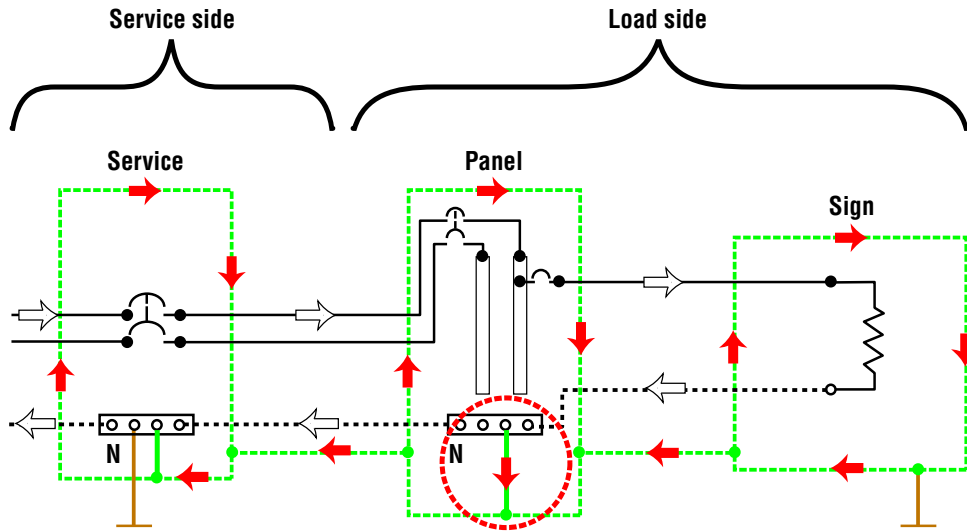 Service side
Load side
Service
Panel
Sign
N
N